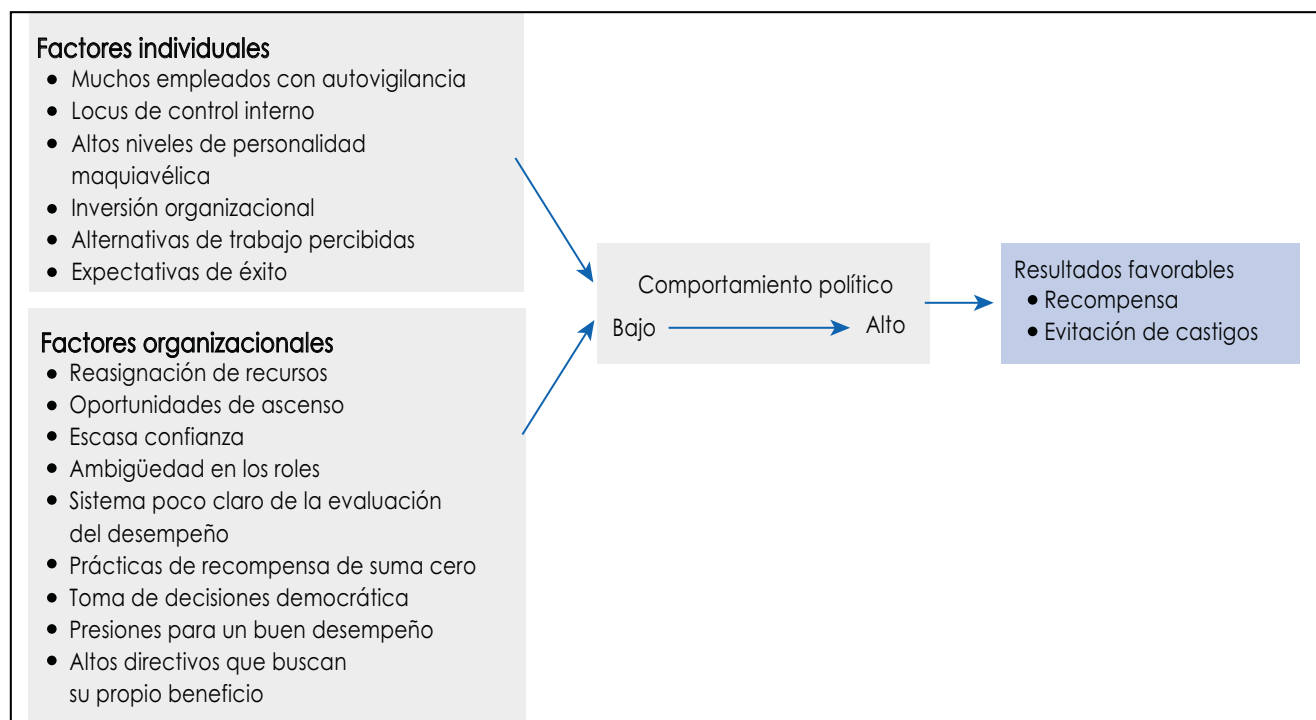 Factores individuales
• Muchos empleados con autovigilancia
• Locus de control interno
• Altos niveles de personalidad
maquiavélica
• Inversión organizacional
• Alternativas de trabajo percibidas
• Expectativas de éxito
Factores organizacionales
• Reasignación de recursos
• Oportunidades de ascenso
• Escasa confianza
• Ambigüedad en los roles
• Sistema poco claro de la evaluación
del desempeño
• Prácticas de recompensa de suma cero
• Toma de decisiones democrática
• Presiones para un buen desempeño
• Altos directivos que buscan
su propio beneficio
Comportamiento político
Bajo Alto
Resultados favorables
• Recompensa
• Evitación de castigos